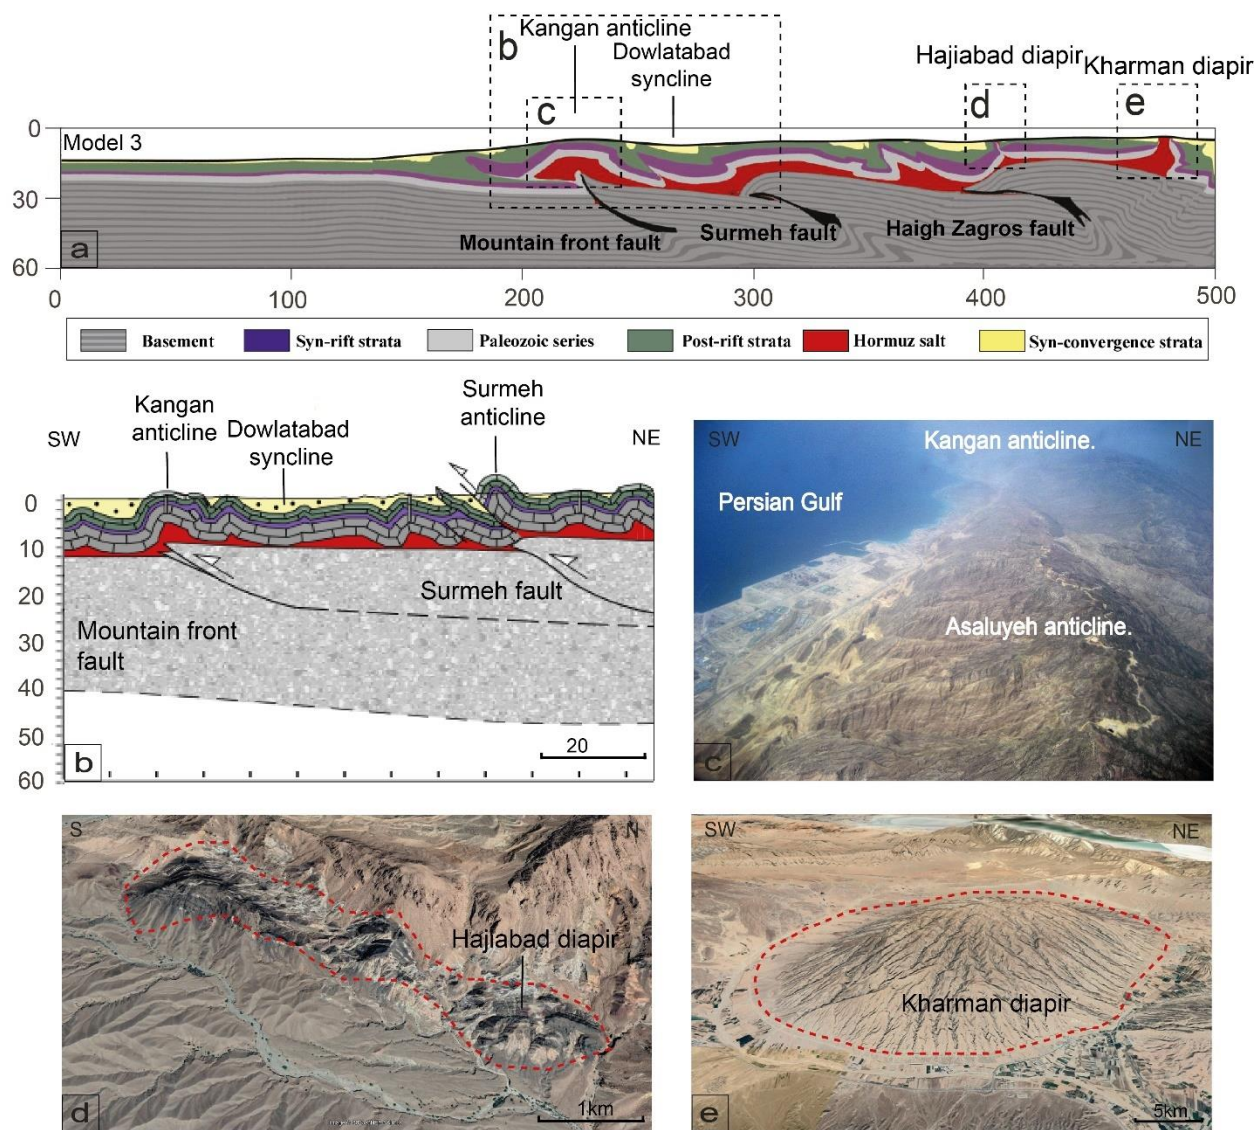 Kangan anticline
b
Dowlatabad
syncline
Hajiabad diapir
Kharman diapir
c
d
e
0
Model 3
30
60
a
Mountain front fault
Surmeh fault
Haigh Zagros fault
0
100
200
300
400
500
Basement
Syn-rift strata
Paleozoic series
Post-rift strata
Hormuz salt
Syn-convergence strata
SW
Kangan
anticline
Dowlatabad
syncline
Surmeh
anticline
NE
0
10
20
30
40
50
60
Surmeh fault
Mountain front
fault
20
b
SW
Kangan anticline.
NE
Persian Gulf
Asaluyeh anticline.
c
S
N
Hajiabad diapir
d
1km
SW
NE
Kharman diapir
e
5km